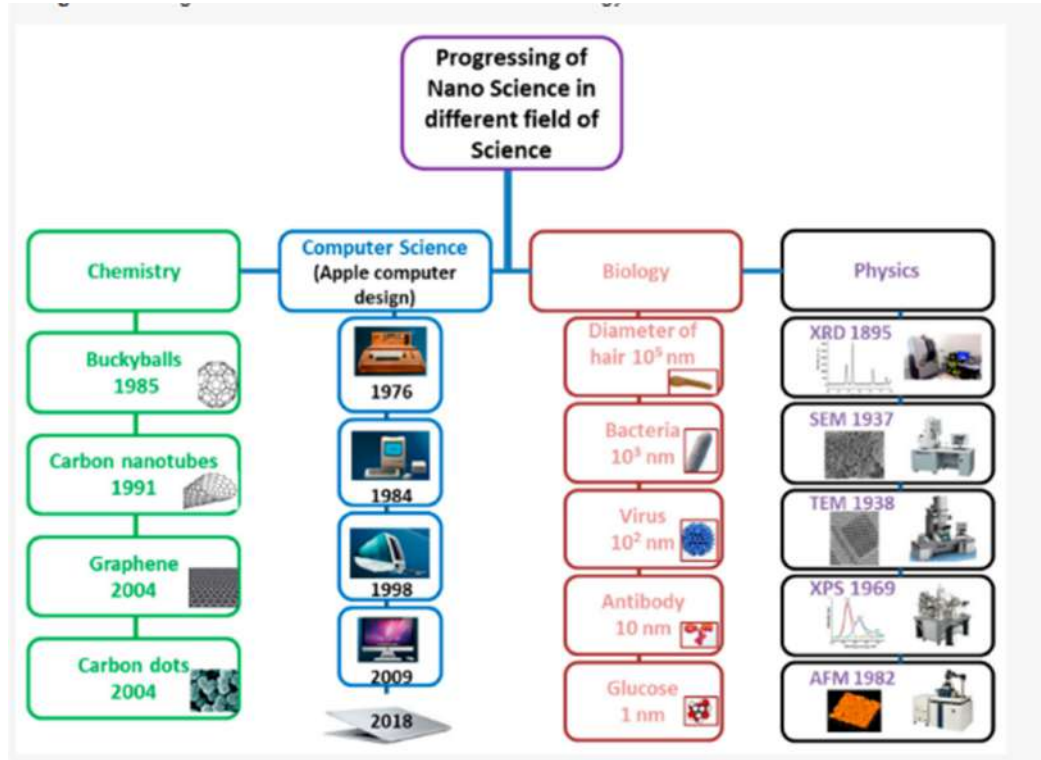 Progressing of
Nano Science in
different field of
Science
Chemistry
Buckyballs
1985
Carbon nanotubes
1991
Graphene
2004
Carbon dots
2004
Computer Science
(Apple computer
design)
1976
1984
1998
2009
2018
Biology
Diameter of
hair 10⁵ nm
Bacteria
10³ nm
Virus
10² nm
Antibody
10 nm
Glucose
1 nm
Physics
XRD 1895
SEM 1937
TEM 1938
XPS 1969
AFM 1982